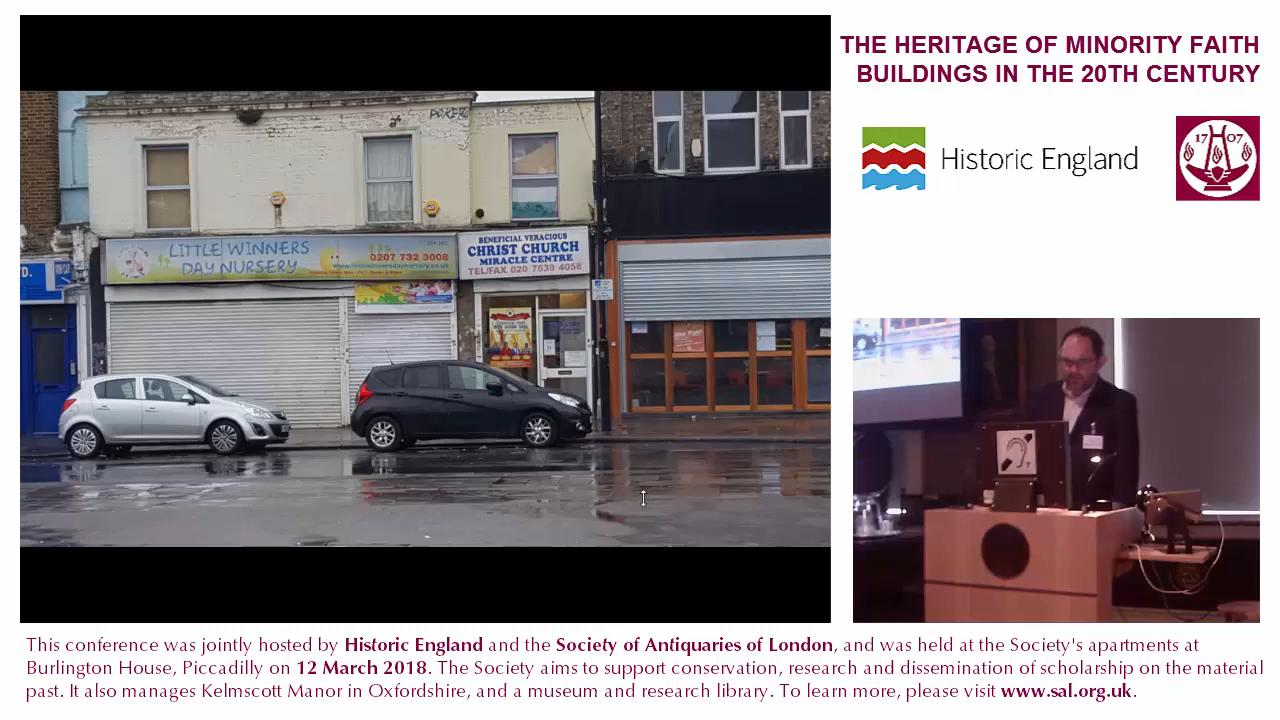 THE HERITAGE OF MINORITY FAITH
BUILDINGS IN THE 20TH CENTURY
Historic England
17 07
POKER
LITTLE WINNERS
DAY NURSERY
0207 732 3008
BENEFICIAL VERACIOUS
CHRIST CHURCH
MIRACLE CENTRE
TEL/FAX 020 7639 4058
This conference was jointly hosted by Historic England and the Society of Antiquaries of London, and was held at the Society's apartments at
Burlington House, Piccadilly on 12 March 2018. The Society aims to support conservation, research and dissemination of scholarship on the material
past. It also manages Kelmscott Manor in Oxfordshire, and a museum and research library. To learn more, please visit www.sal.org.uk.